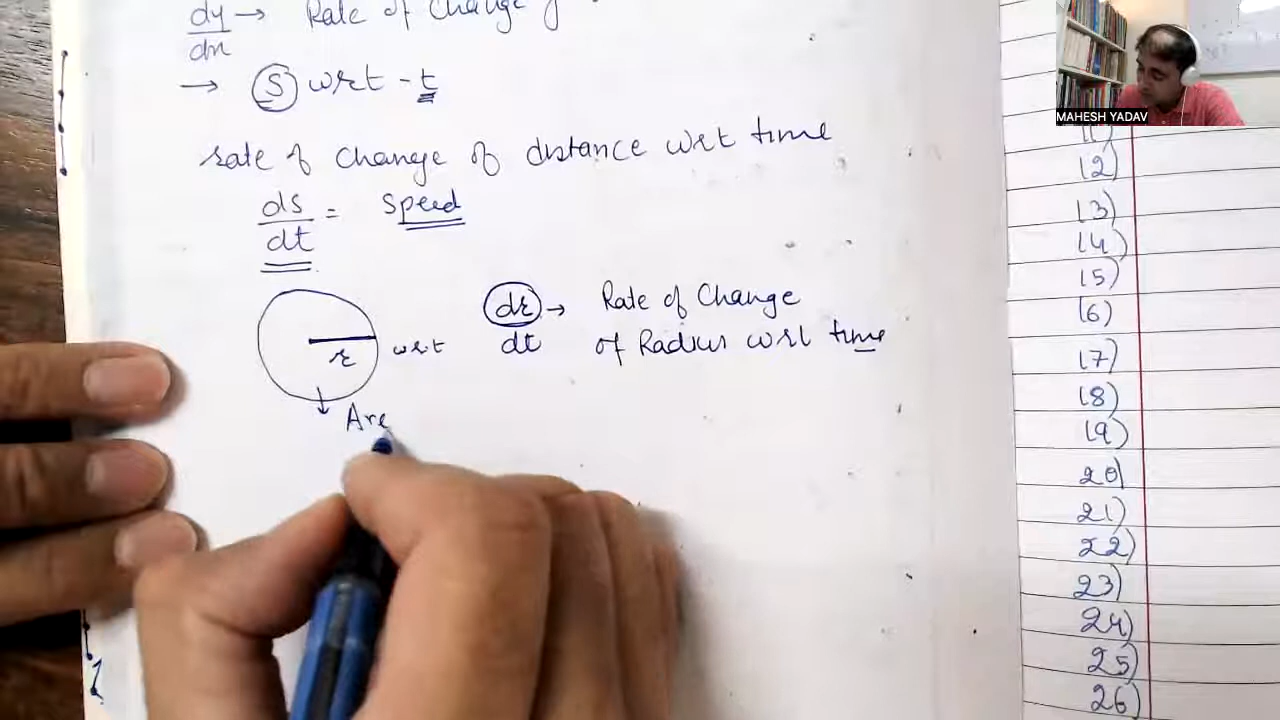 dy → Rate of Change
dx
→ S wrt - t
rate of change of distance wrt time
ds = Speed
dt
dr → Rate of Change
r wrt dt of Radius wrt time
↓ Are
MAHESH YADAV
12)
13)
14)
15)
16)
17)
18)
19)
20)
21)
22)
23)
24)
25)
26)